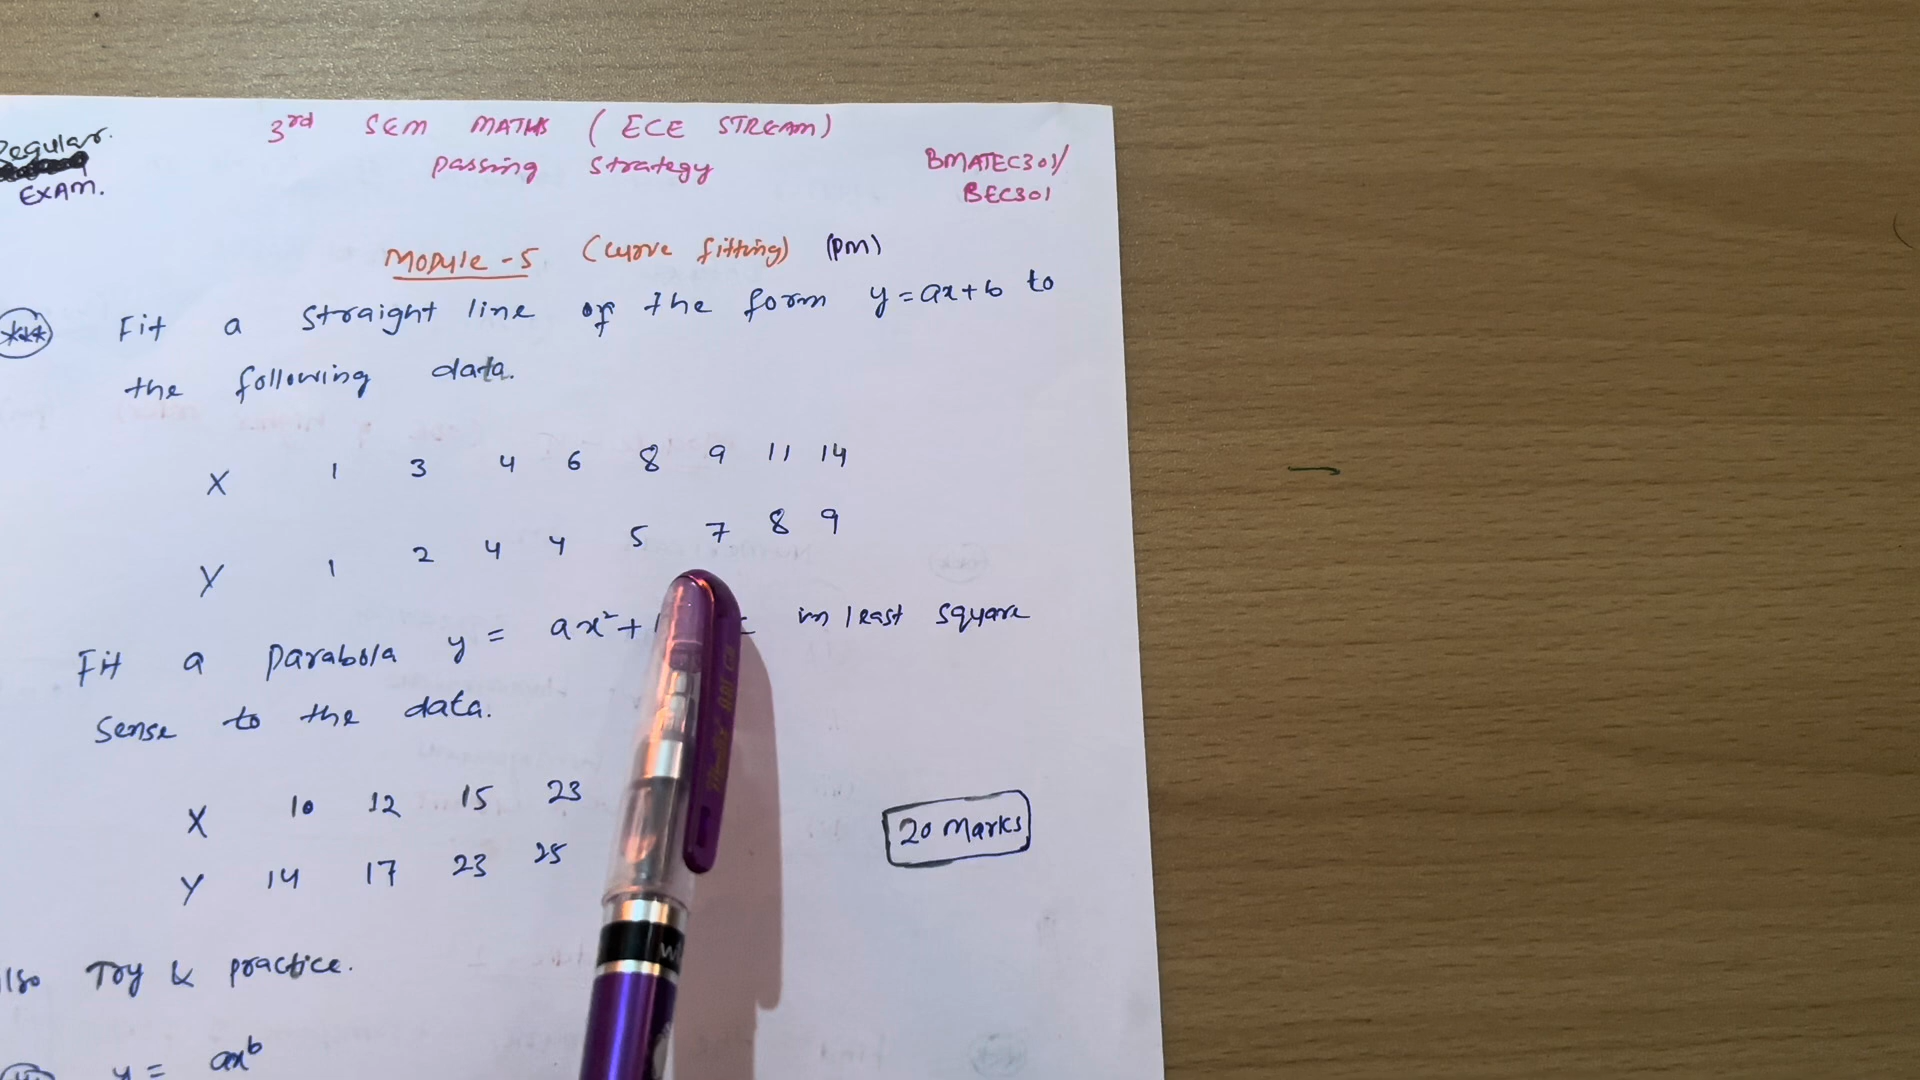 Regular.
EXAM.
3rd SEM MATHS (ECE STREAM)
Passing Strategy
BMATEC301/
BEC301
Module-5 (Curve fitting) (PM)
*** Fit a straight line of the form y=ax+b to
the following data.
X 1 3 4 6 8 9 11 14
Y 1 2 4 4 5 7 8 9
Fit a parabola y = ax²+ in least square
sense to the data.
X 10 12 15 23
Y 14 17 23 25
20 Marks
Also Try & practice.
y = ax^b